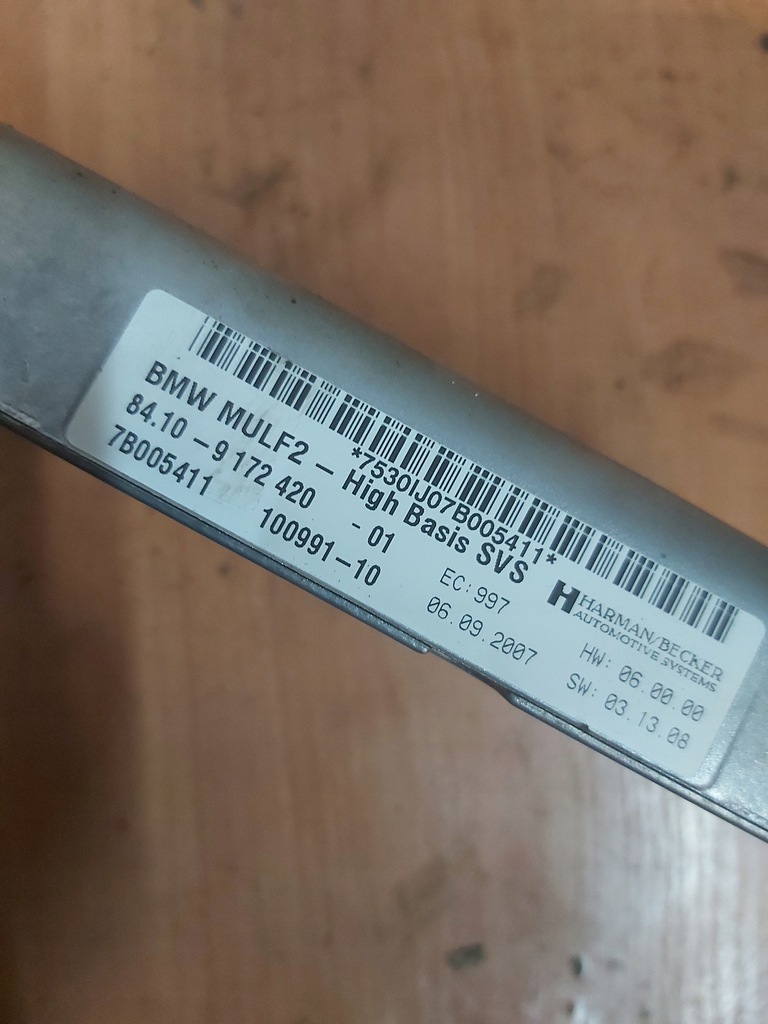 *7530IJ07B005411*
BMW MULF2 - High Basis SVS
84.10 - 9 172 420 - 01
7B005411 100991-10
EC: 997
06.09.2007
HARMAN/BECKER
AUTOMOTIVE SYSTEMS
HW: 06.00.00
SW: 03.13.08